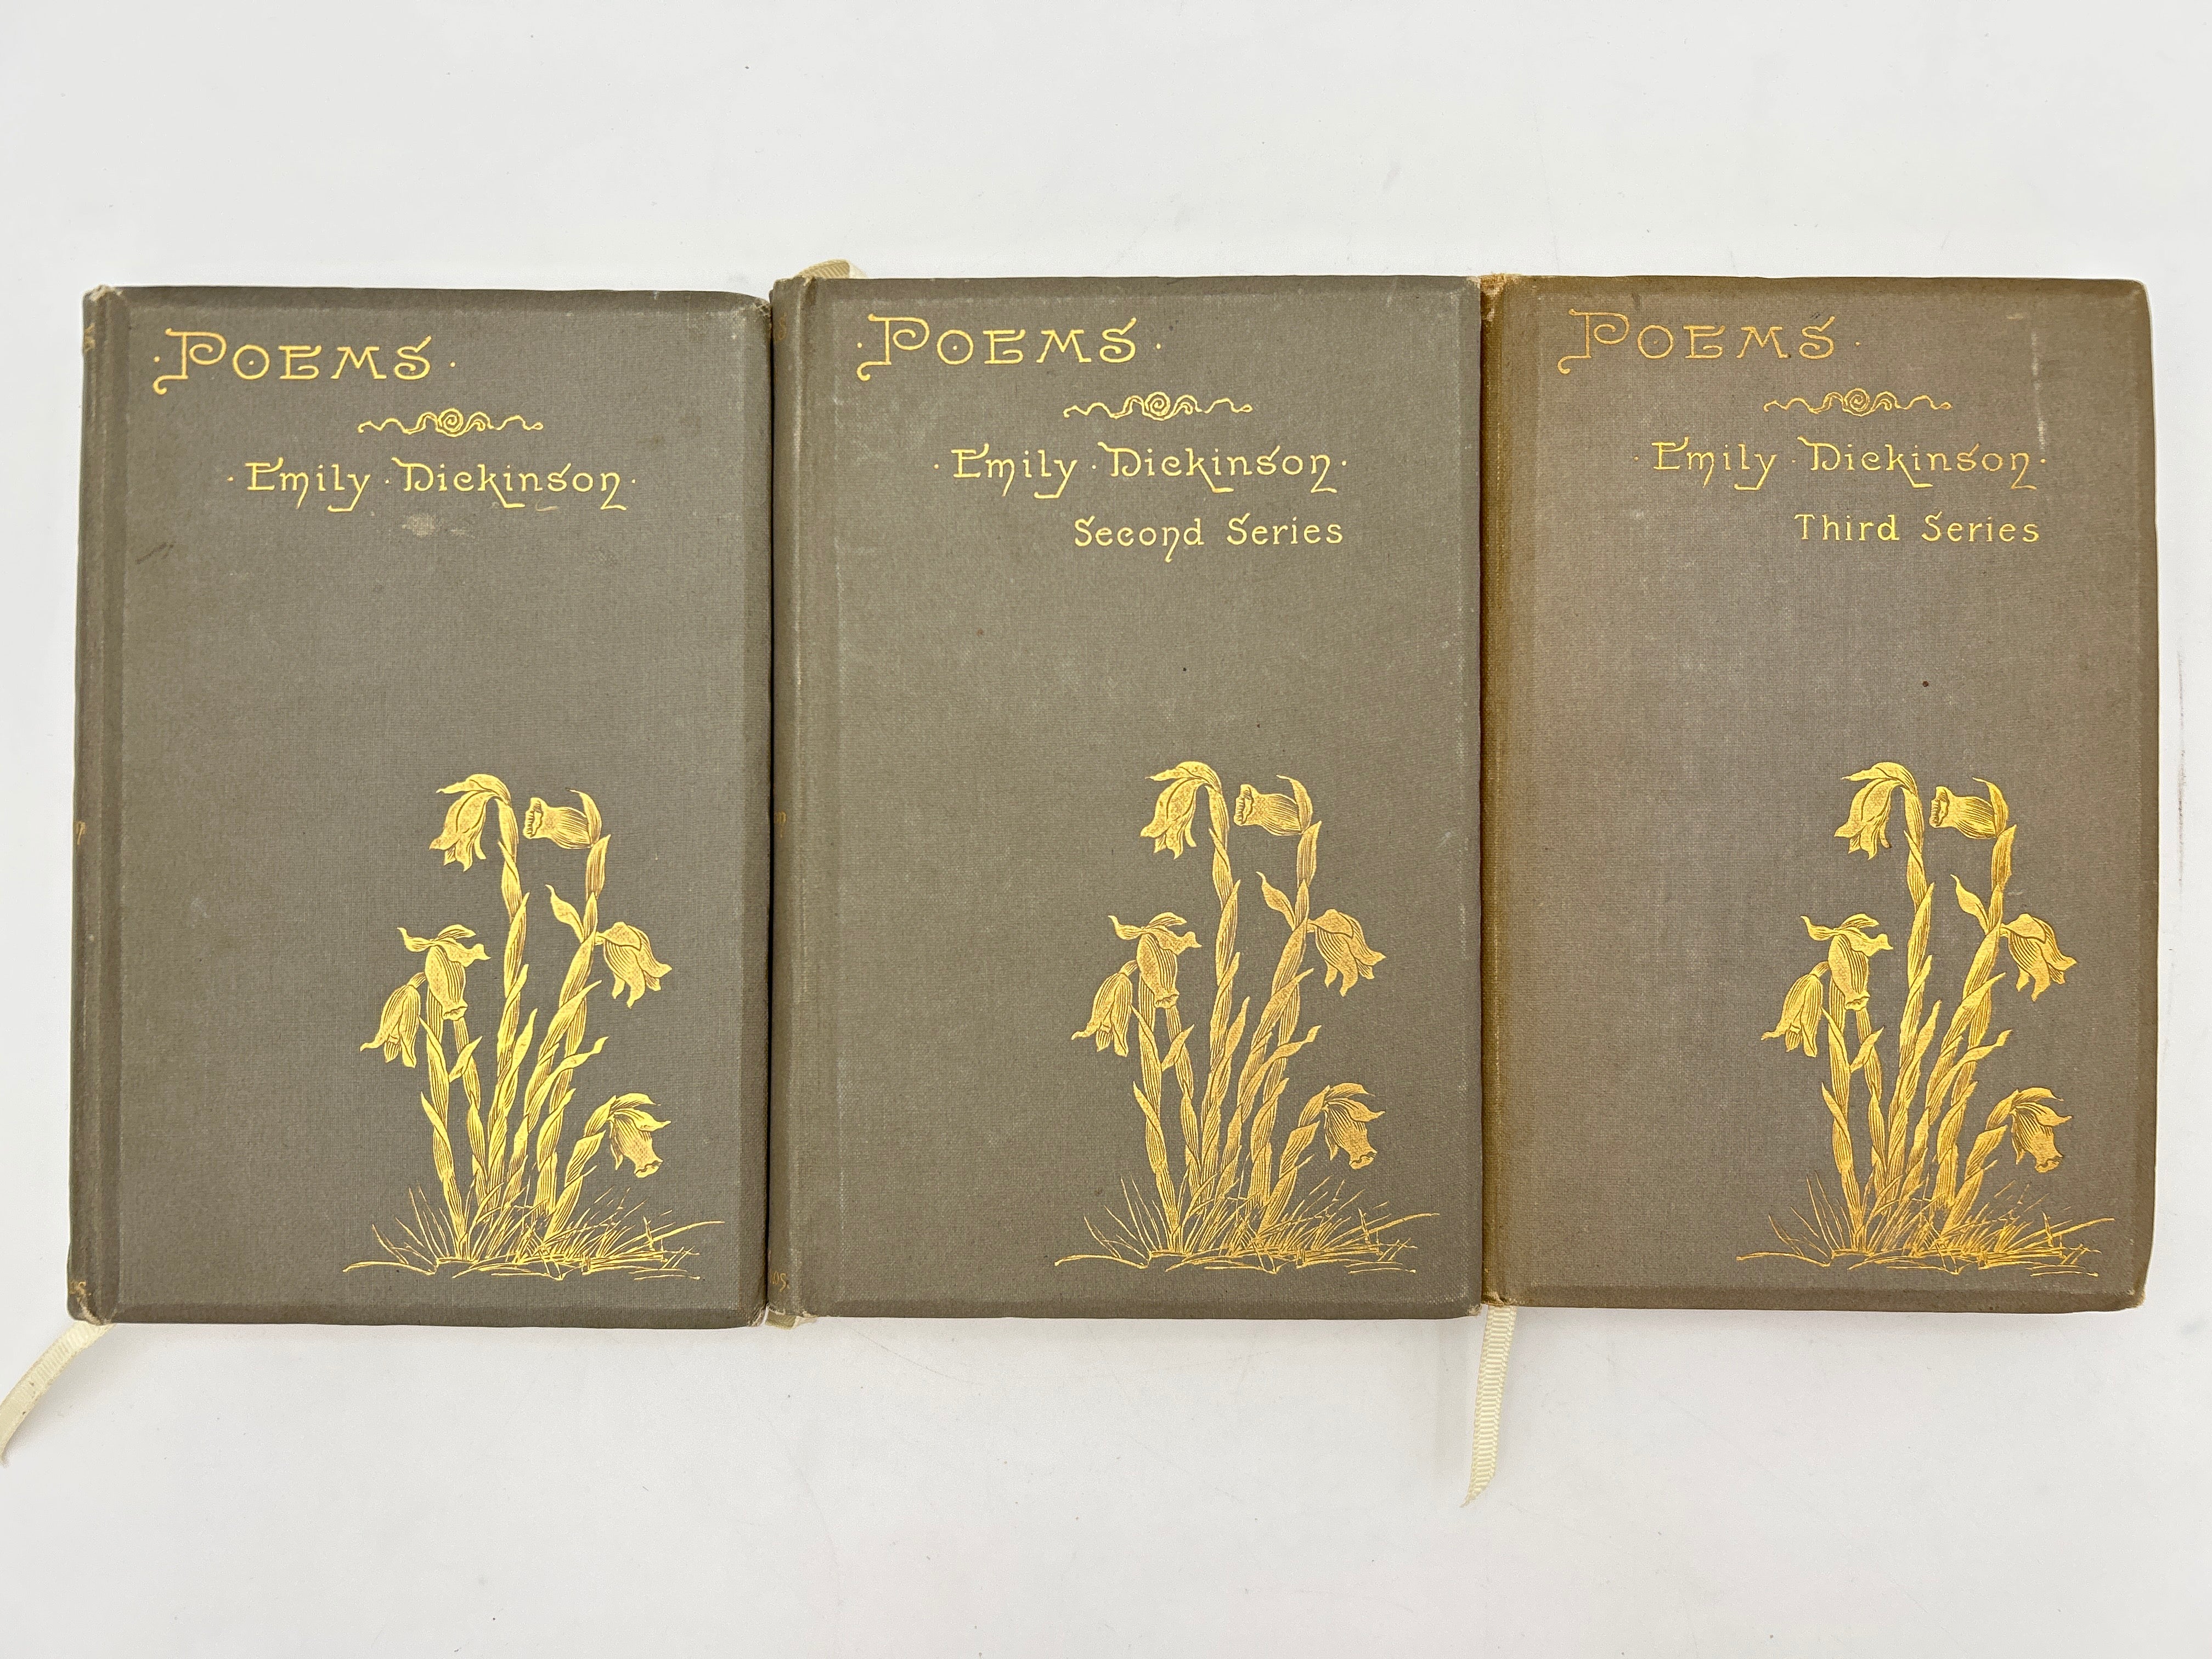 · POEMS ·
· Emily · Dickinson ·
· POEMS ·
· Emily · Dickinson ·
Second Series
POEMS ·
· Emily · Dickinson ·
Third Series